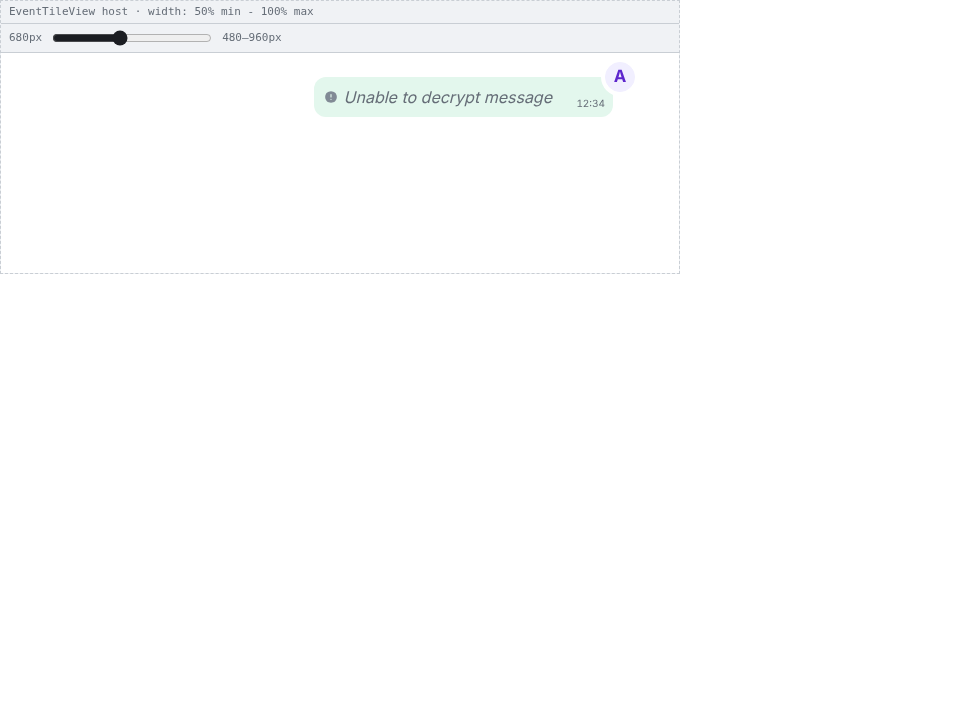 EventTileView host · width: 50% min - 100% max
680px 480–960px
A
Unable to decrypt message
12:34